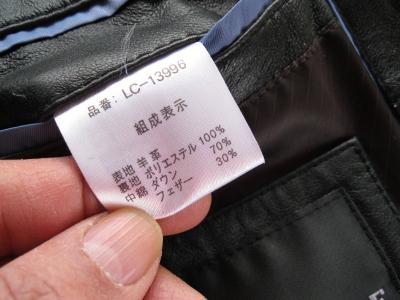 品番: LC-13996
組成表示
表地 羊革
裏地 ポリエステル 100%
中綿 ダウン 70%
フェザー 30%